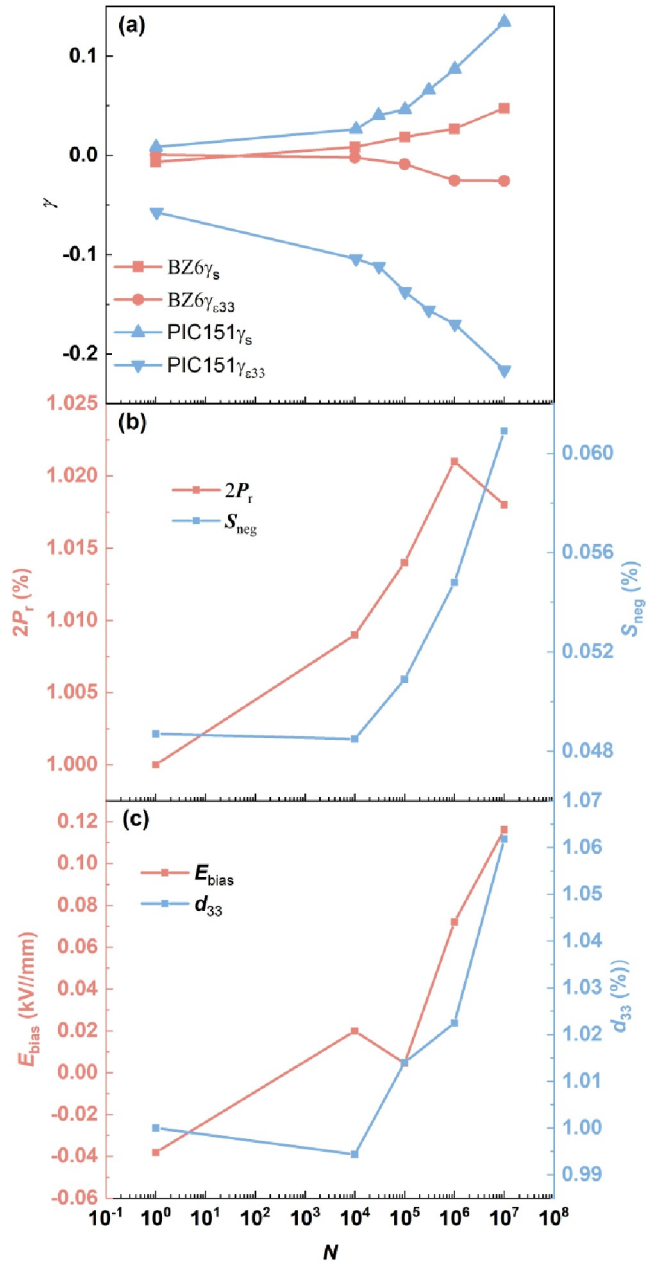 (a)
0.1
0.0
-0.1
-0.2
γ
BZ6γs
BZ6γε33
PIC151γs
PIC151γε33
(b)
1.025
1.020
1.015
1.010
1.005
1.000
2Pr (%)
2Pr
Sneg
0.060
0.056
0.052
0.048
Sneg (%)
(c)
0.12
0.10
0.08
0.06
0.04
0.02
0.00
-0.02
-0.04
-0.06
Ebias (kV//mm)
Ebias
d33
1.07
1.06
1.04
1.03
1.02
1.01
1.00
0.99
d33 (%))
10-1 100 101 102 103 104 105 106 107 108
N